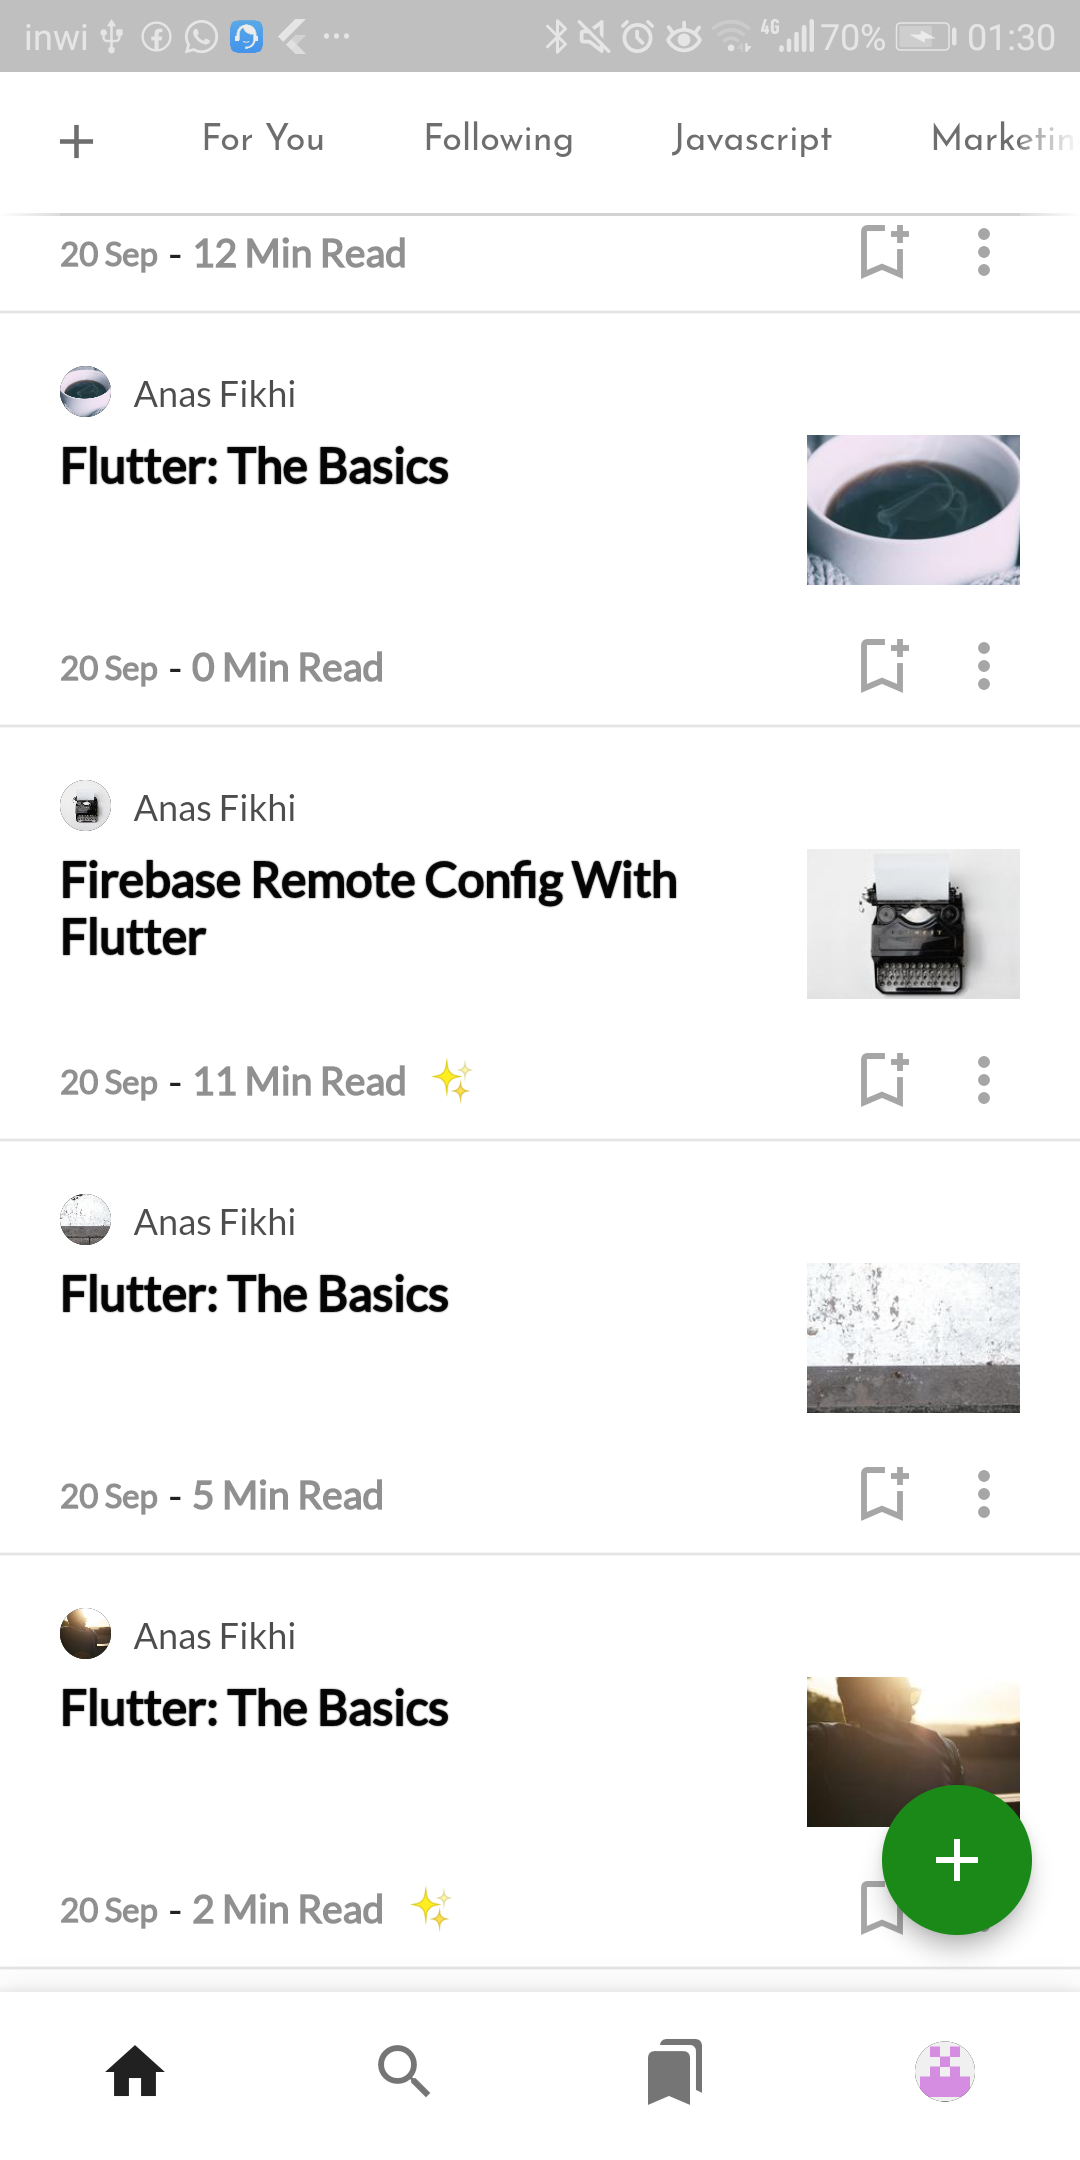 inwi 4G 70% 01:30
For You Following Javascript Marketin
20 Sep - 12 Min Read
Anas Fikhi
Flutter: The Basics
20 Sep - 0 Min Read
Anas Fikhi
Firebase Remote Config With
Flutter
20 Sep - 11 Min Read
Anas Fikhi
Flutter: The Basics
20 Sep - 5 Min Read
Anas Fikhi
Flutter: The Basics
20 Sep - 2 Min Read